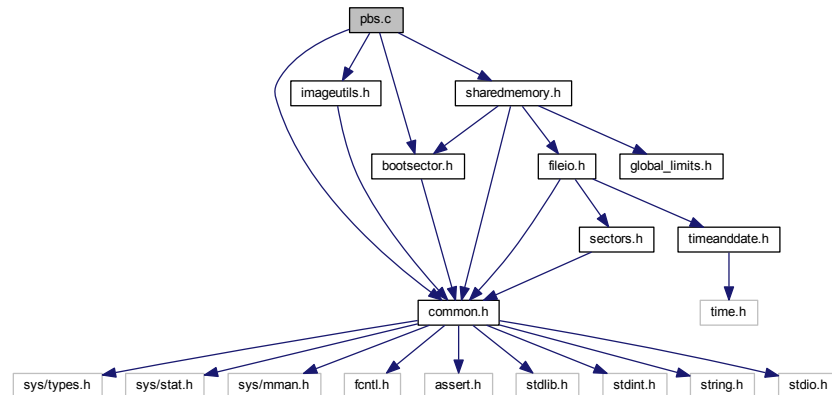 pbs.c
imageutils.h
sharedmemory.h
bootsector.h
fileio.h
global_limits.h
sectors.h
timeanddate.h
common.h
time.h
sys/types.h
sys/stat.h
sys/mman.h
fcntl.h
assert.h
stdlib.h
stdint.h
string.h
stdio.h